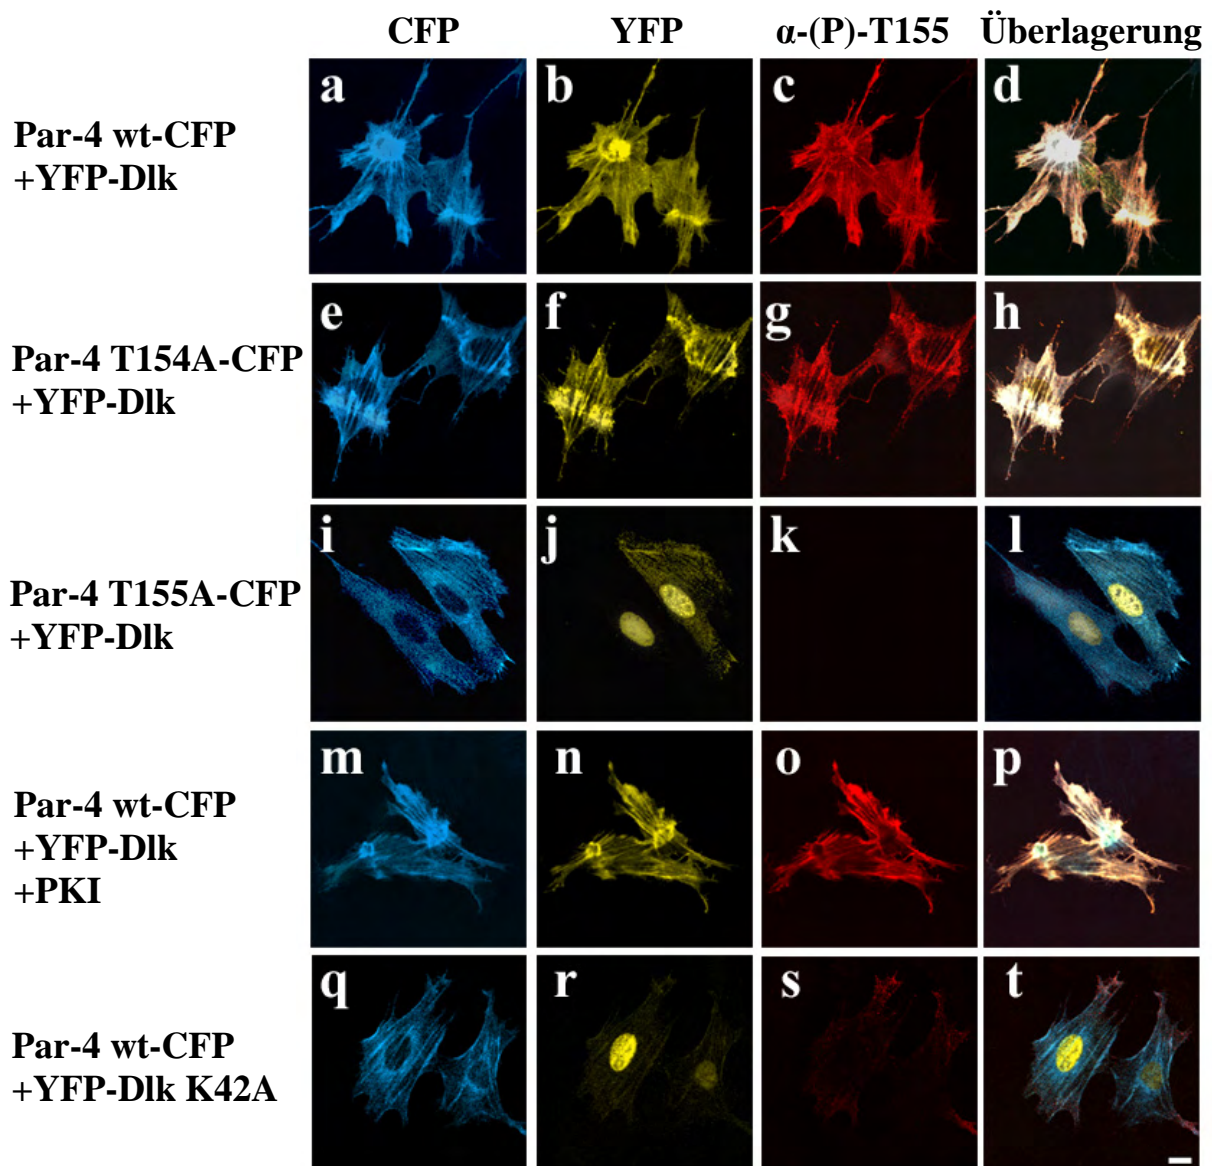 CFP YFP α-(P)-T155 Überlagerung
a b c d
Par-4 wt-CFP
+YFP-Dlk
e f g h
Par-4 T154A-CFP
+YFP-Dlk
i j k l
Par-4 T155A-CFP
+YFP-Dlk
m n o p
Par-4 wt-CFP
+YFP-Dlk
+PKI
q r s t
Par-4 wt-CFP
+YFP-Dlk K42A